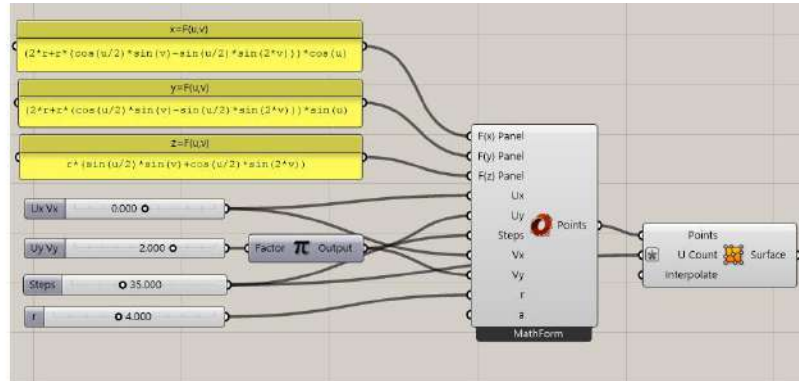 x=F(u,v)
(2*r+r*(cos(u/2)*sin(v)-sin(u/2)*sin(2*v)))*cos(u)
y=F(u,v)
(2*r+r*(cos(u/2)*sin(v)-sin(u/2)*sin(2*v)))*sin(u)
z=F(u,v)
r*(sin(u/2)*sin(v)+cos(u/2)*sin(2*v))
Ux Vx 0.000
Uy Vy 2.000
Factor π Output
Steps 35.000
r 4.000
F(x) Panel
F(y) Panel
F(z) Panel
Ux
Uy
Steps
Vx
Vy
r
a
Points
MathForm
Points
U Count
Interpolate
Surface